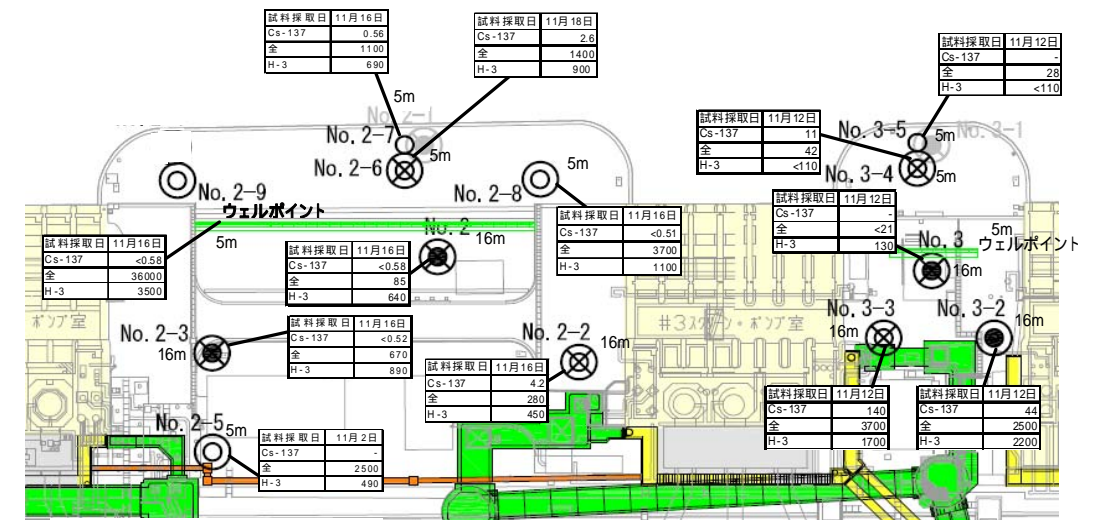 試料採取日 11月16日
Cs-137 0.56
全 1100
H-3 690
試料採取日 11月18日
Cs-137 2.6
全 1400
H-3 900
試料採取日 11月12日
Cs-137 -
全 28
H-3 <110
5m
No. 2-7
No. 2-6
5m
試料採取日 11月12日
Cs-137 11
全 42
H-3 <110
No. 3-5
5m
No. 3-1
No. 3-4
5m
No. 2-9
No. 2-8
5m
ウェルポイント
5m
試料採取日 11月16日
Cs-137 <0.58
全 36000
H-3 3500
No. 2
16m
試料採取日 11月16日
Cs-137 <0.58
全 85
H-3 640
試料採取日 11月16日
Cs-137 <0.51
全 3700
H-3 1100
試料採取日 11月12日
Cs-137 -
全 <21
H-3 130
5m
ウェルポイント
No. 3
16m
ポンプ室
No. 2-3
16m
試料採取日 11月16日
Cs-137 <0.52
全 670
H-3 890
No. 2-2
16m
試料採取日 11月16日
Cs-137 4.2
全 280
H-3 450
#3スクリーン・ポンプ室
No. 3-3
16m
No. 3-2
16m
試料採取日 11月12日
Cs-137 140
全 3700
H-3 1700
試料採取日 11月12日
Cs-137 44
全 2500
H-3 2200
No. 2-5
5m
試料採取日 11月2日
Cs-137 -
全 2500
H-3 490